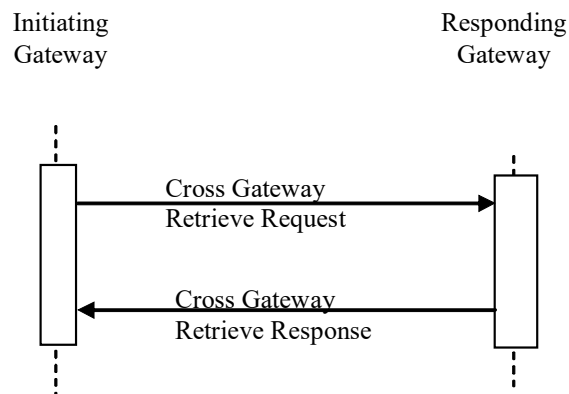 Initiating
Gateway
Responding
Gateway
Cross Gateway
Retrieve Request
Cross Gateway
Retrieve Response